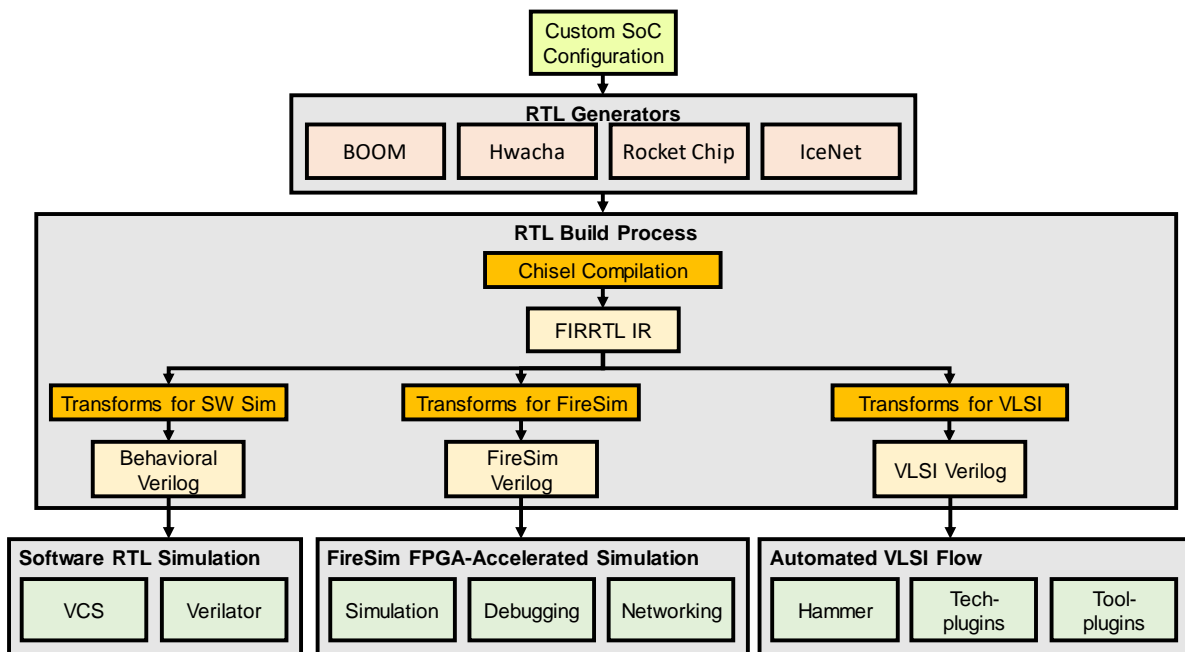 Custom SoC
Configuration
RTL Generators
BOOM
Hwacha
Rocket Chip
IceNet
RTL Build Process
Chisel Compilation
FIRRTL IR
Transforms for SW Sim
Transforms for FireSim
Transforms for VLSI
Behavioral
Verilog
FireSim
Verilog
VLSI Verilog
Software RTL Simulation
VCS
Verilator
FireSim FPGA-Accelerated Simulation
Simulation
Debugging
Networking
Automated VLSI Flow
Hammer
Tech-
plugins
Tool-
plugins